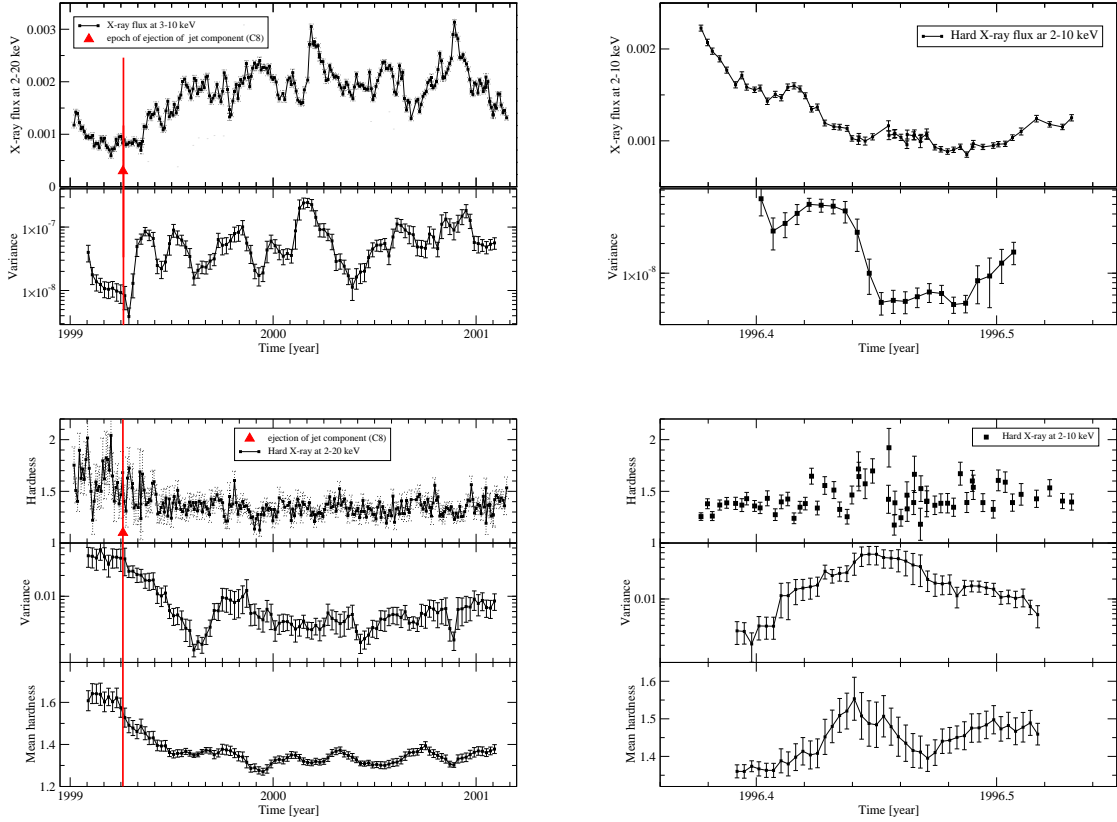 X-ray flux at 3-10 keV
epoch of ejection of jet component (C8)
X-ray flux at 2-20 keV
0.003
0.002
0.001
0
Variance
1×10⁻⁷
1×10⁻⁸
1999
2000
2001
Time [year]
Hard X-ray flux ar 2-10 keV
X-ray flux at 2-10 keV
0.002
0.001
Variance
1×10⁻⁸
1996.4
1996.5
Time [year]
ejection of jet component (C8)
Hard X-ray at 2-20 keV
Hardness
2
1.5
1
Variance
0.01
Mean hardness
1.6
1.4
1.2
1999
2000
2001
Time [year]
Hard X-ray at 2-10 keV
Hardness
2
1.5
1
Variance
0.1
0.01
Mean hardness
1.6
1.5
1.4
1996.4
1996.5
Time [year]